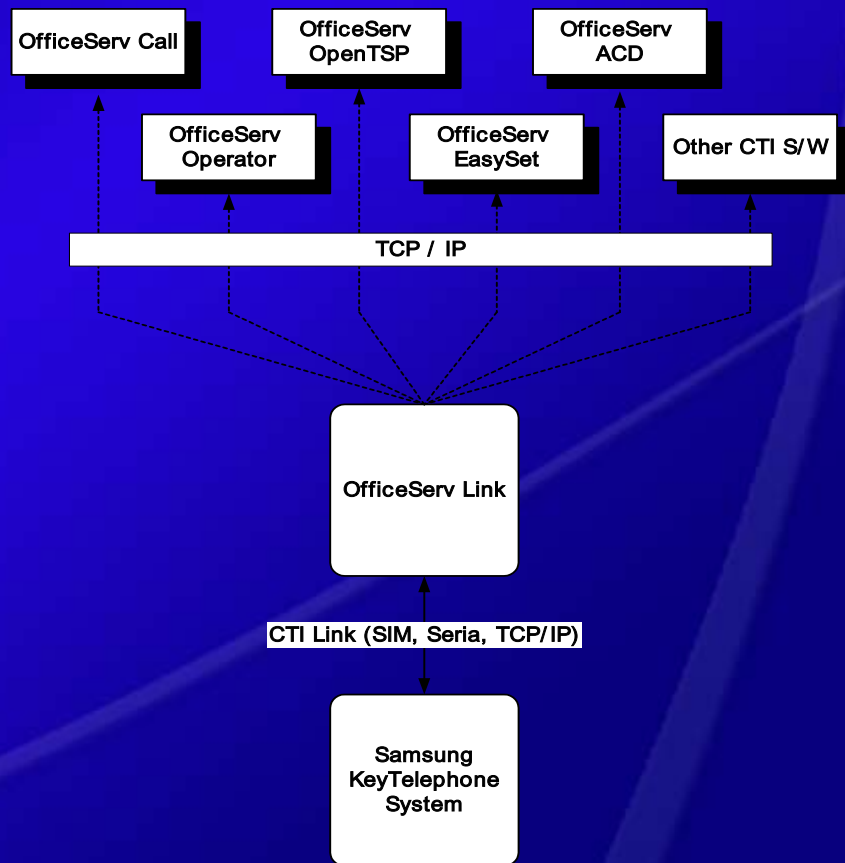 OfficeServ Call
OfficeServ
OpenTSP
OfficeServ
ACD
OfficeServ
Operator
OfficeServ
EasySet
Other CTI S/W
TCP / IP
OfficeServ Link
CTI Link (SIM, Seria, TCP/IP)
Samsung
KeyTelephone
System